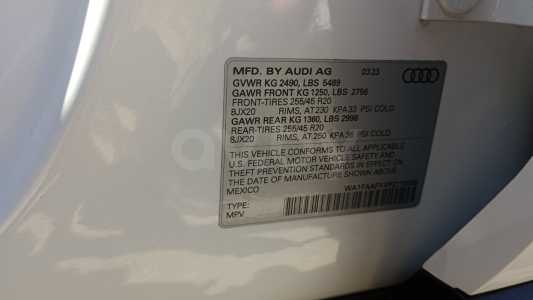 MFD. BY AUDI AG 03.23
GVWR KG 2490, LBS 5489
GAWR FRONT KG 1250, LBS 2756
FRONT-TIRES 255/45 R20
8JX20 RIMS, AT 230 KPA 33 PSI COLD
GAWR REAR KG 1360, LBS 2998
REAR-TIRES 255/45 R20
8JX20 RIMS, AT 250 KPA 36 PSI COLD
THIS VEHICLE CONFORMS TO ALL APPLICABLE
U.S. FEDERAL MOTOR VEHICLE SAFETY AND
THEFT PREVENTION STANDARDS IN EFFECT ON
THE DATE OF MANUFACTURE SHOWN ABOVE.
MEXICO
TYPE:
MPV